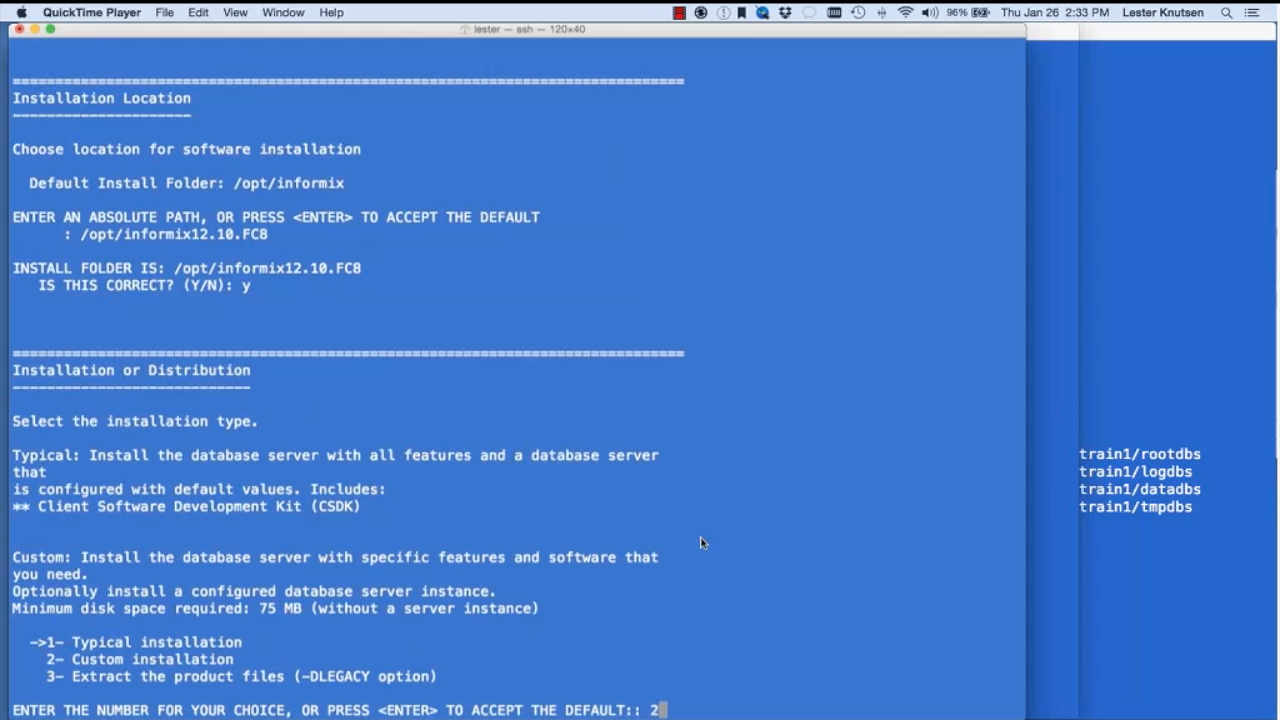 QuickTime Player File Edit View Window Help 96% Thu Jan 26 2:33 PM Lester Knutsen
lester — ssh — 120×40
===============================================================================
Installation Location
---------------------
Choose location for software installation
Default Install Folder: /opt/informix
ENTER AN ABSOLUTE PATH, OR PRESS <ENTER> TO ACCEPT THE DEFAULT
: /opt/informix12.10.FC8
INSTALL FOLDER IS: /opt/informix12.10.FC8
IS THIS CORRECT? (Y/N): y
===============================================================================
Installation or Distribution
----------------------------
Select the installation type.
Typical: Install the database server with all features and a database server
that
is configured with default values. Includes:
** Client Software Development Kit (CSDK)
Custom: Install the database server with specific features and software that
you need.
Optionally install a configured database server instance.
Minimum disk space required: 75 MB (without a server instance)
->1- Typical installation
2- Custom installation
3- Extract the product files (-DLEGACY option)
ENTER THE NUMBER FOR YOUR CHOICE, OR PRESS <ENTER> TO ACCEPT THE DEFAULT:: 2
train1/rootdbs
train1/logdbs
train1/datadbs
train1/tmpdbs